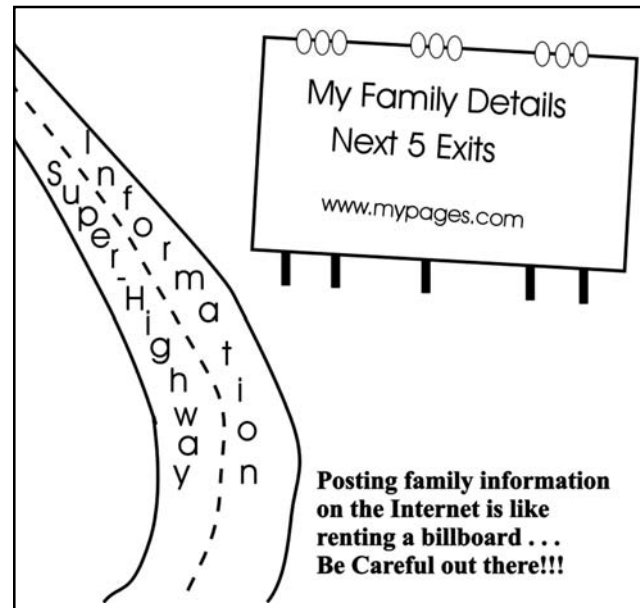 My Family Details
Next 5 Exits
www.mypages.com
Information
Super-Highway
Posting family information
on the Internet is like
renting a billboard . . .
Be Careful out there!!!